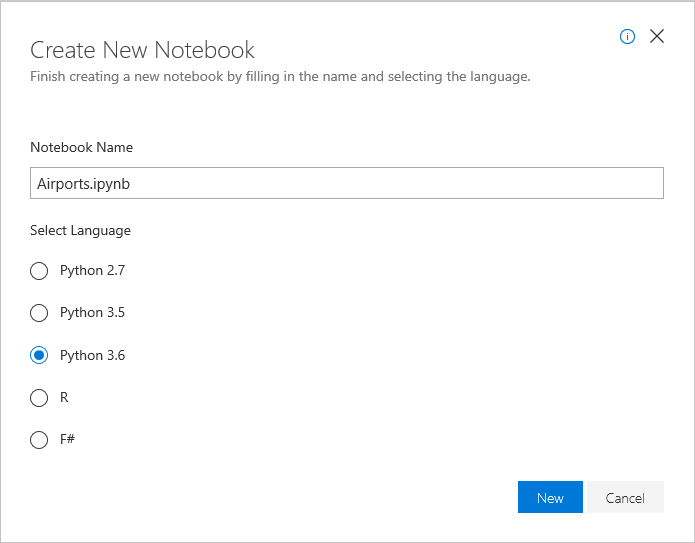 Create New Notebook
Finish creating a new notebook by filling in the name and selecting the language.
Notebook Name
Airports.ipynb
Select Language
Python 2.7
Python 3.5
Python 3.6
R
F#
New Cancel